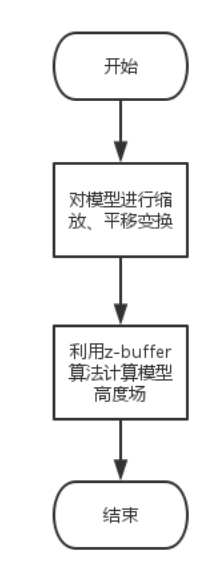 开始
对模型进行缩
放、平移变换
利用z-buffer
算法计算模型
高度场
结束